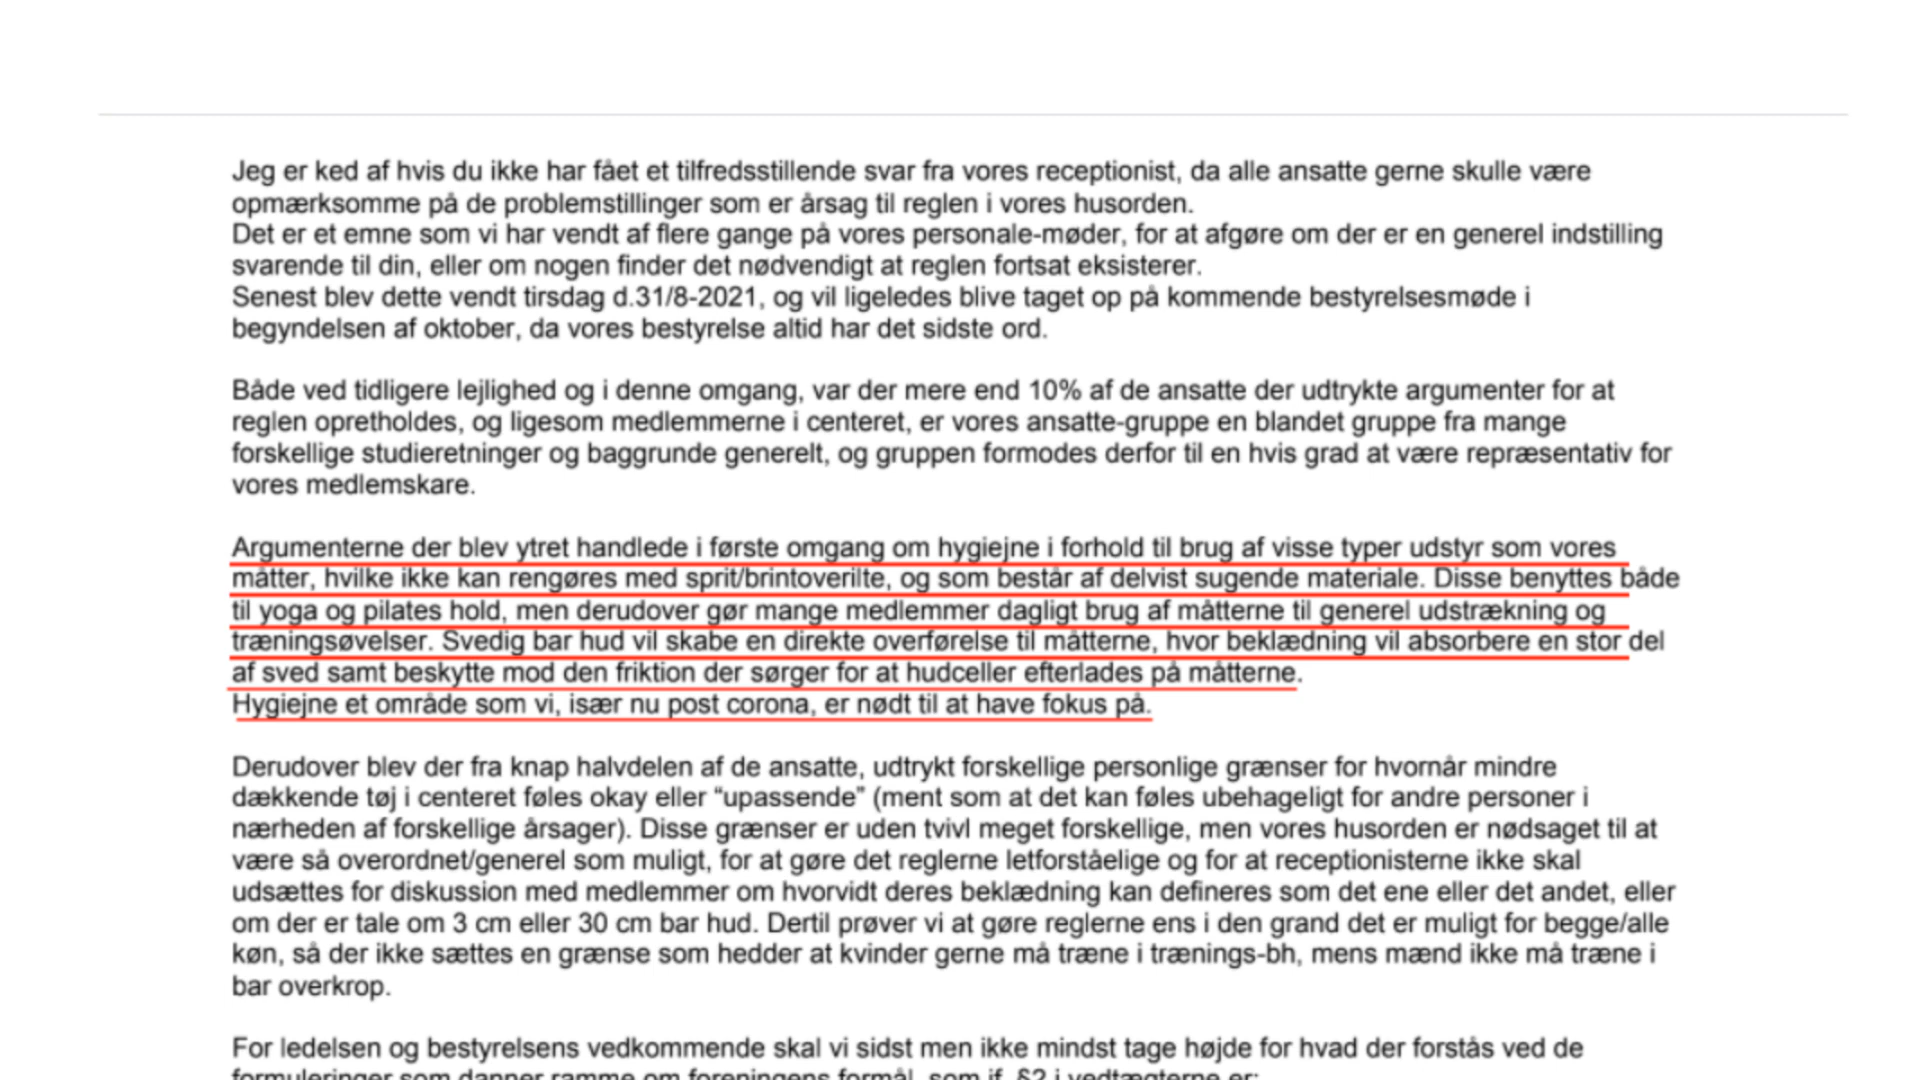 Jeg er ked af hvis du ikke har fået et tilfredsstillende svar fra vores receptionist, da alle ansatte gerne skulle være
opmærksomme på de problemstillinger som er årsag til reglen i vores husorden.
Det er et emne som vi har vendt af flere gange på vores personale-møder, for at afgøre om der er en generel indstilling
svarende til din, eller om nogen finder det nødvendigt at reglen fortsat eksisterer.
Senest blev dette vendt tirsdag d.31/8-2021, og vil ligeledes blive taget op på kommende bestyrelsesmøde i
begyndelsen af oktober, da vores bestyrelse altid har det sidste ord.
Både ved tidligere lejlighed og i denne omgang, var der mere end 10% af de ansatte der udtrykte argumenter for at
reglen opretholdes, og ligesom medlemmerne i centeret, er vores ansatte-gruppe en blandet gruppe fra mange
forskellige studieretninger og baggrunde generelt, og gruppen formodes derfor til en hvis grad at være repræsentativ for
vores medlemskare.
Argumenterne der blev ytret handlede i første omgang om hygiejne i forhold til brug af visse typer udstyr som vores
måtter, hvilke ikke kan rengøres med sprit/brintoverilte, og som består af delvist sugende materiale. Disse benyttes både
til yoga og pilates hold, men derudover gør mange medlemmer dagligt brug af måtterne til generel udstrækning og
træningsøvelser. Svedig bar hud vil skabe en direkte overførelse til måtterne, hvor beklædning vil absorbere en stor del
af sved samt beskytte mod den friktion der sørger for at hudceller efterlades på måtterne.
Hygiejne et område som vi, især nu post corona, er nødt til at have fokus på.
Derudover blev der fra knap halvdelen af de ansatte, udtrykt forskellige personlige grænser for hvornår mindre
dækkende tøj i centeret føles okay eller “upassende” (ment som at det kan føles ubehageligt for andre personer i
nærheden af forskellige årsager). Disse grænser er uden tvivl meget forskellige, men vores husorden er nødsaget til at
være så overordnet/generel som muligt, for at gøre det reglerne letforståelige og for at receptionisterne ikke skal
udsættes for diskussion med medlemmer om hvorvidt deres beklædning kan defineres som det ene eller det andet, eller
om der er tale om 3 cm eller 30 cm bar hud. Dertil prøver vi at gøre reglerne ens i den grand det er muligt for begge/alle
køn, så der ikke sættes en grænse som hedder at kvinder gerne må træne i trænings-bh, mens mænd ikke må træne i
bar overkrop.
For ledelsen og bestyrelsens vedkommende skal vi sidst men ikke mindst tage højde for hvad der forstås ved de
formuleringer som danner ramme om foreningens formål, som jf. §2 i vedtægterne er: